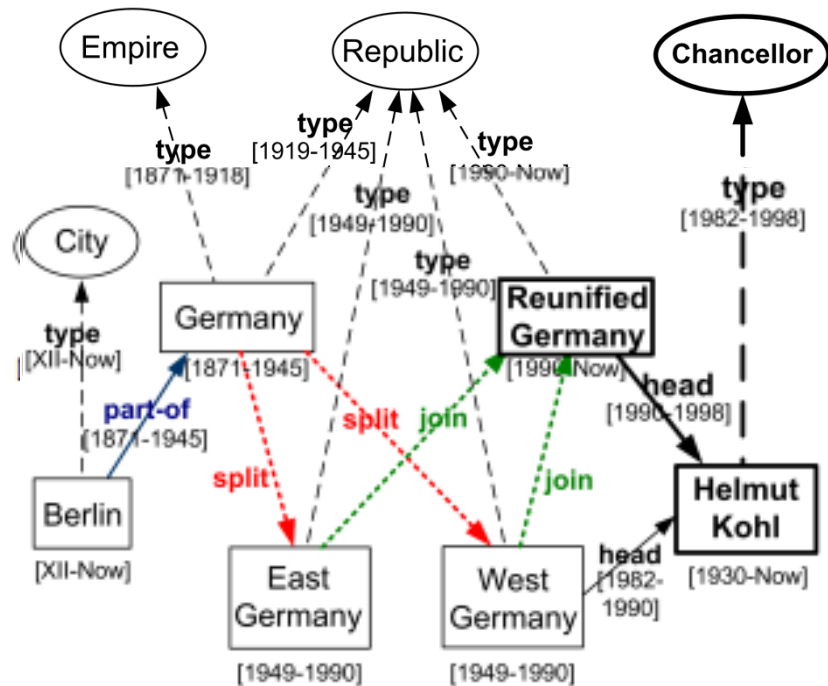 Empire
Republic
Chancellor
type
[1871-1918]
type
[1919-1945]
type
[1990-Now]
type
[1949-1990]
type
[1982-1998]
City
type
[1949-1990]
Germany
[1871-1945]
Reunified
Germany
[1990-Now]
type
[XII-Now]
part-of
[1871-1945]
split
split
join
join
head
[1990-1998]
Berlin
[XII-Now]
East
Germany
[1949-1990]
West
Germany
[1949-1990]
head
[1982-
1990]
Helmut
Kohl
[1930-Now]